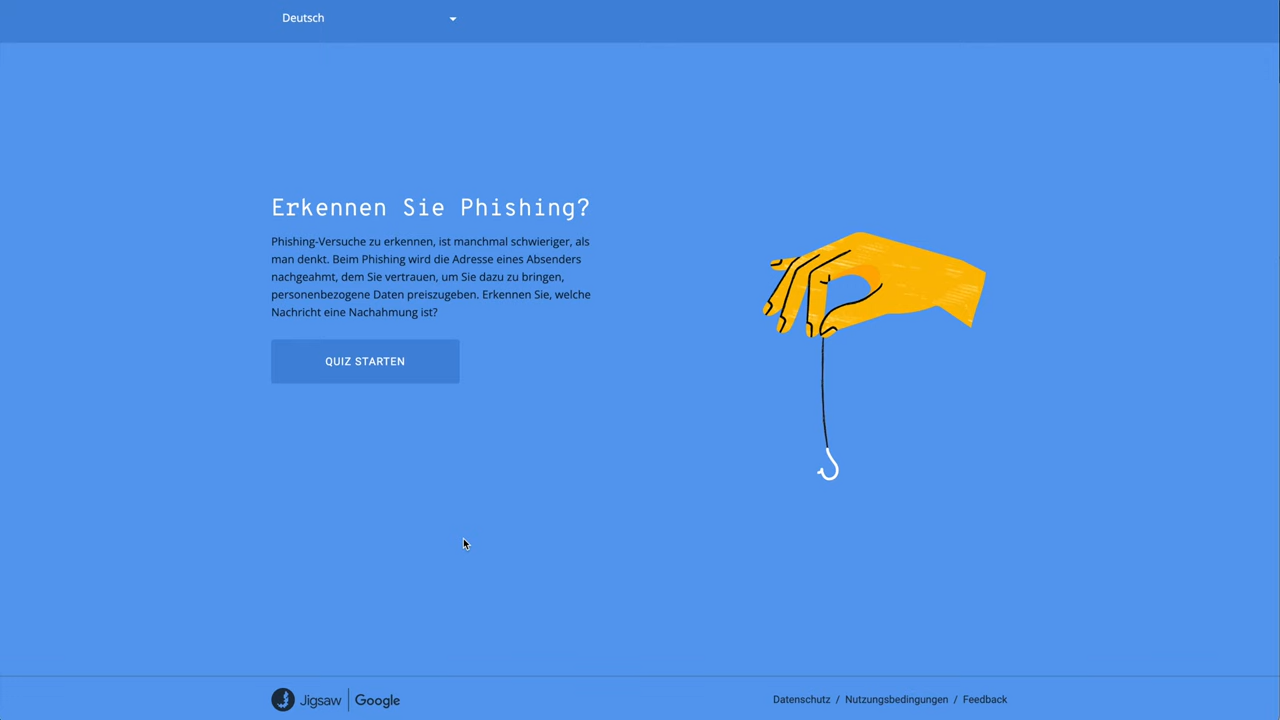 Deutsch
Erkennen Sie Phishing?
Phishing-Versuche zu erkennen, ist manchmal schwieriger, als
man denkt. Beim Phishing wird die Adresse eines Absenders
nachgeahmt, dem Sie vertrauen, um Sie dazu zu bringen,
personenbezogene Daten preiszugeben. Erkennen Sie, welche
Nachricht eine Nachahmung ist?
QUIZ STARTEN
Jigsaw | Google
Datenschutz / Nutzungsbedingungen / Feedback